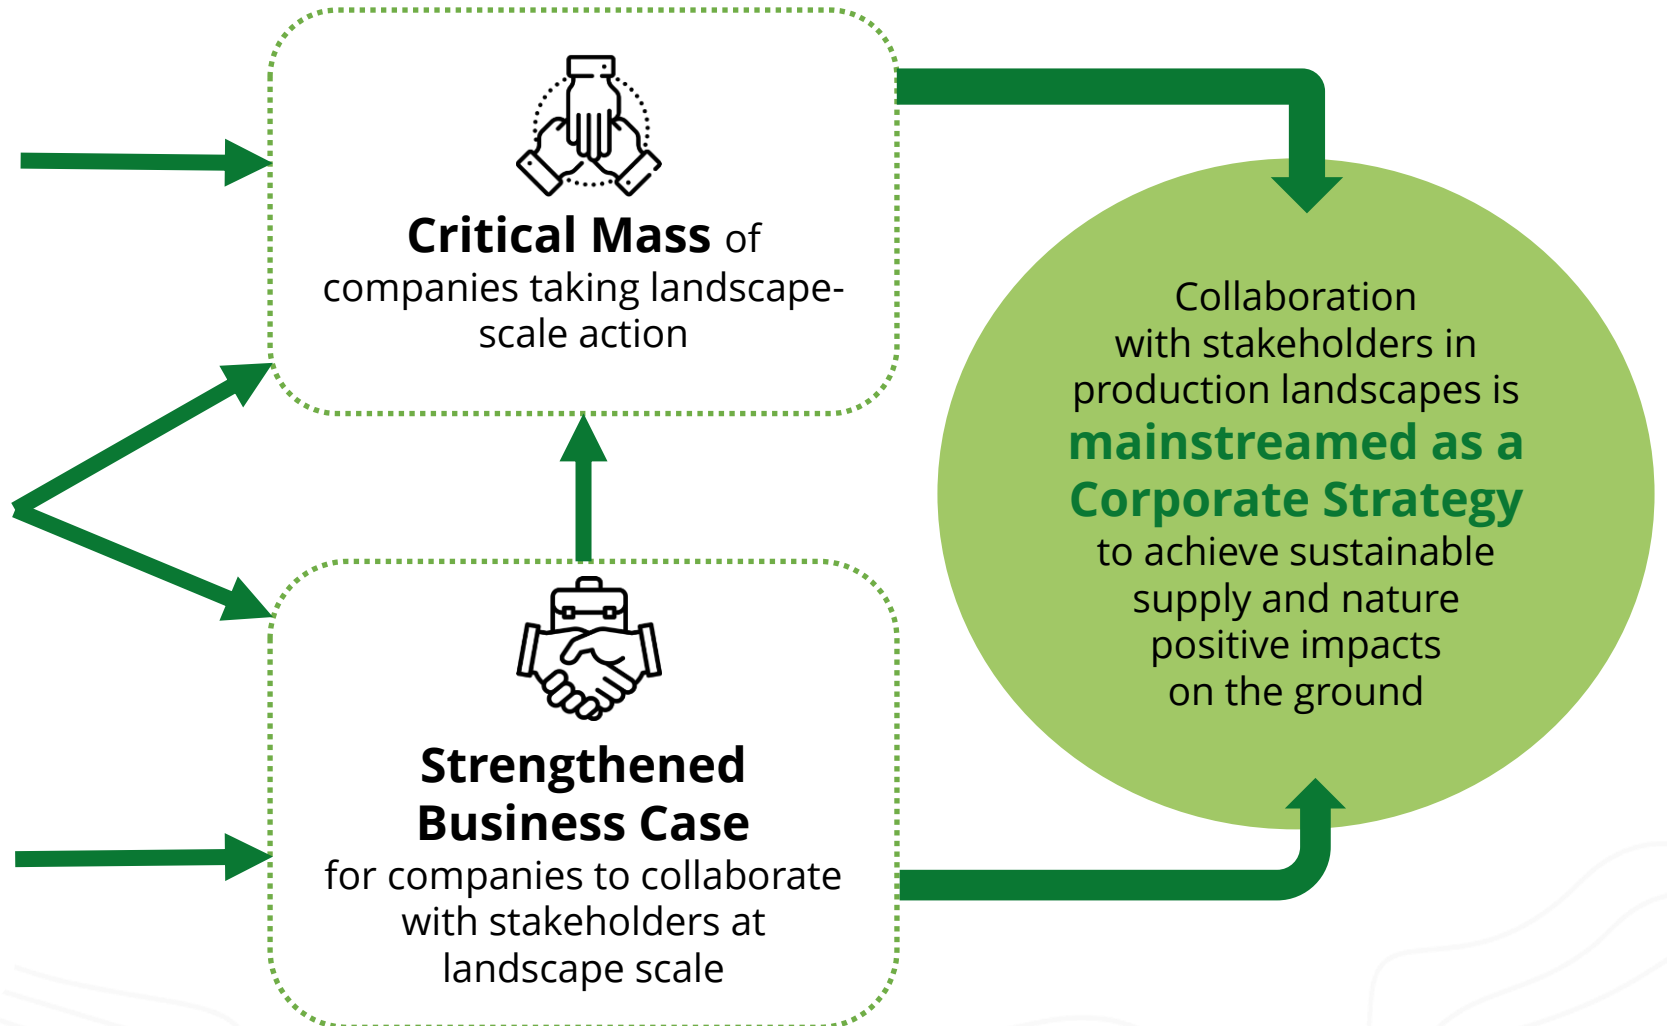 Critical Mass of
companies taking landscape-
scale action
Strengthened
Business Case
for companies to collaborate
with stakeholders at
landscape scale
Collaboration
with stakeholders in
production landscapes is
mainstreamed as a
Corporate Strategy
to achieve sustainable
supply and nature
positive impacts
on the ground